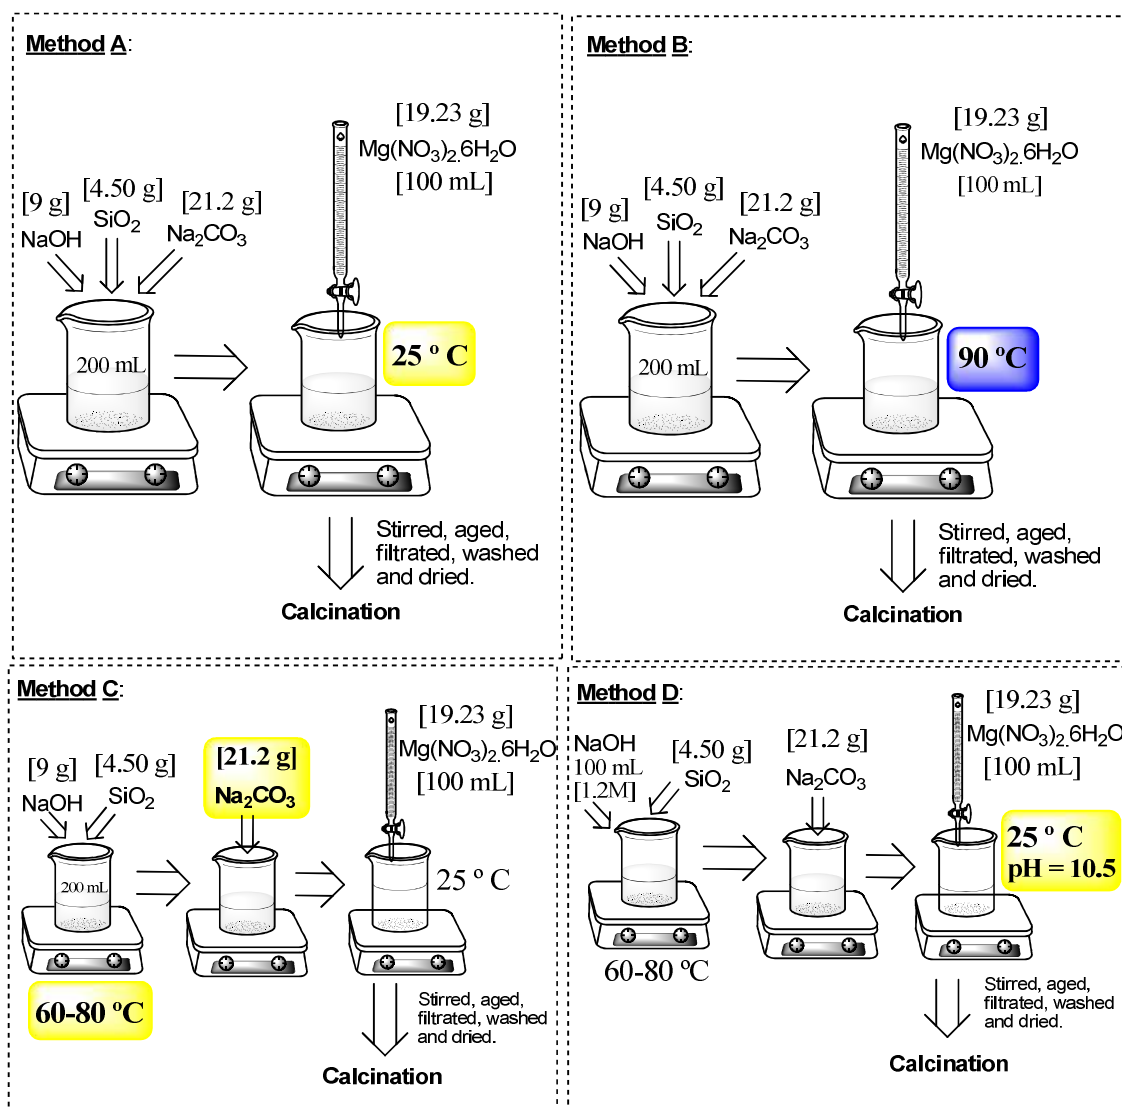 Method A:
[19.23 g]
Mg(NO3)2.6H2O
[100 mL]
[9 g] [4.50 g] [21.2 g]
NaOH SiO2 Na2CO3
200 mL
25 º C
Stirred, aged,
filtrated, washed
and dried.
Calcination
Method B:
[19.23 g]
Mg(NO3)2.6H2O
[100 mL]
[9 g] [4.50 g] [21.2 g]
NaOH SiO2 Na2CO3
200 mL
90 ºC
Stirred, aged,
filtrated, washed
and dried.
Calcination
Method C:
[19.23 g]
Mg(NO3)2.6H2O
[100 mL]
[9 g] [4.50 g]
NaOH SiO2
[21.2 g]
Na2CO3
200 mL
25 º C
60-80 ºC
Stirred, aged,
filtrated, washed
and dried.
Calcination
Method D:
[19.23 g]
Mg(NO3)2.6H2O
[100 mL]
NaOH
100 mL
[1.2M]
[4.50 g]
SiO2
[21.2 g]
Na2CO3
25 º C
pH = 10.5
60-80 ºC
Stirred, aged,
filtrated, washed
and dried.
Calcination